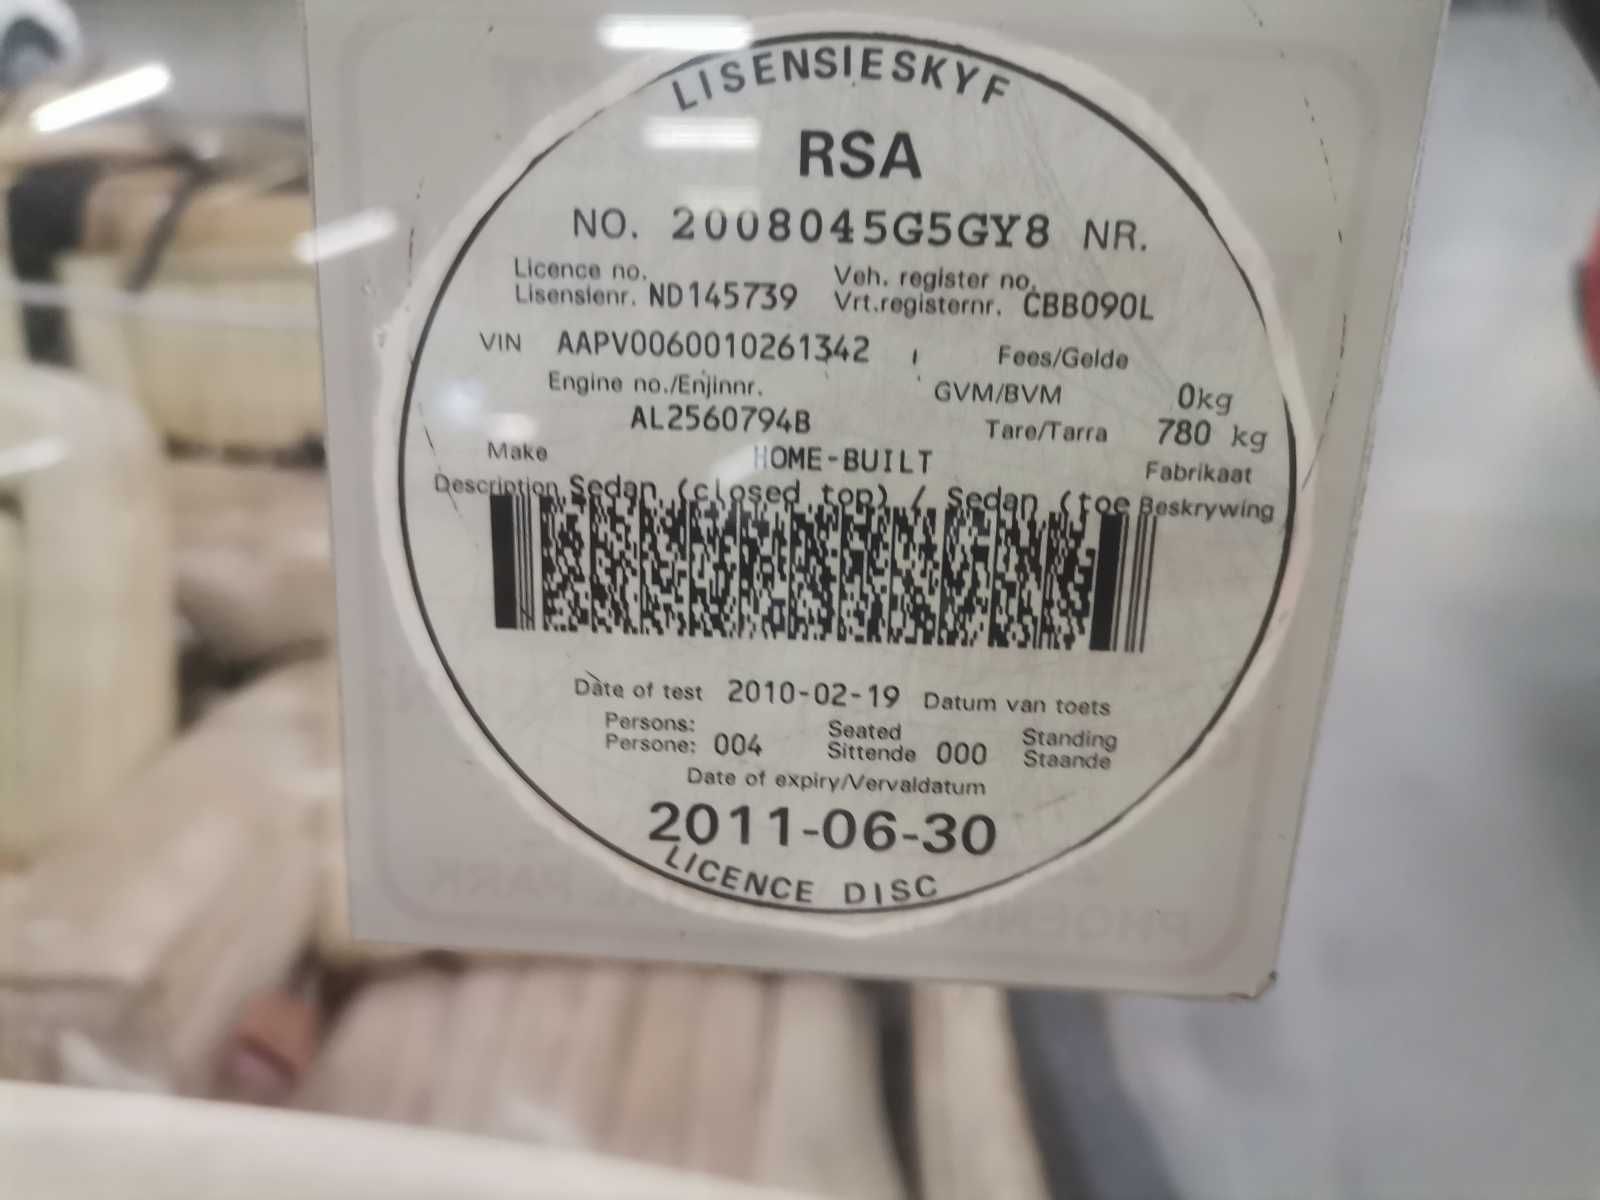 LISENSIESKYF
RSA
NO. 2008045G5GY8 NR.
Licence no. Veh. register no.
Lisensienr. ND145739 Vrt.registernr. CBB090L
VIN AAPV0060010261342 Fees/Gelde
Engine no./Enjinnr. GVM/BVM 0kg
AL2560794B Tare/Tarra 780 kg
Make HOME-BUILT Fabrikaat
Description Sedan (closed top) / Sedan (toe Beskrywing
Date of test 2010-02-19 Datum van toets
Persons: Seated Standing
Persone: 004 Sittende 000 Staande
Date of expiry/Vervaldatum
2011-06-30
LICENCE DISC